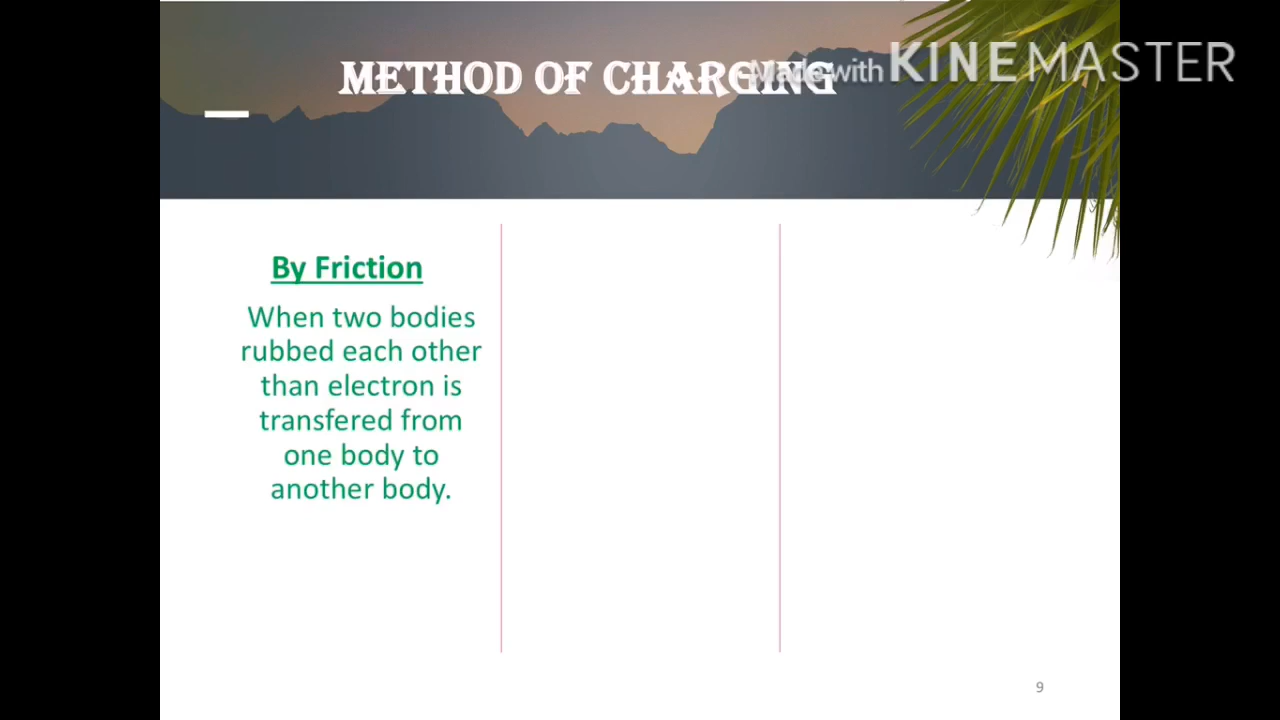 METHOD OF CHARGING
Made with KINEMASTER
By Friction
When two bodies
rubbed each other
than electron is
transfered from
one body to
another body.
9